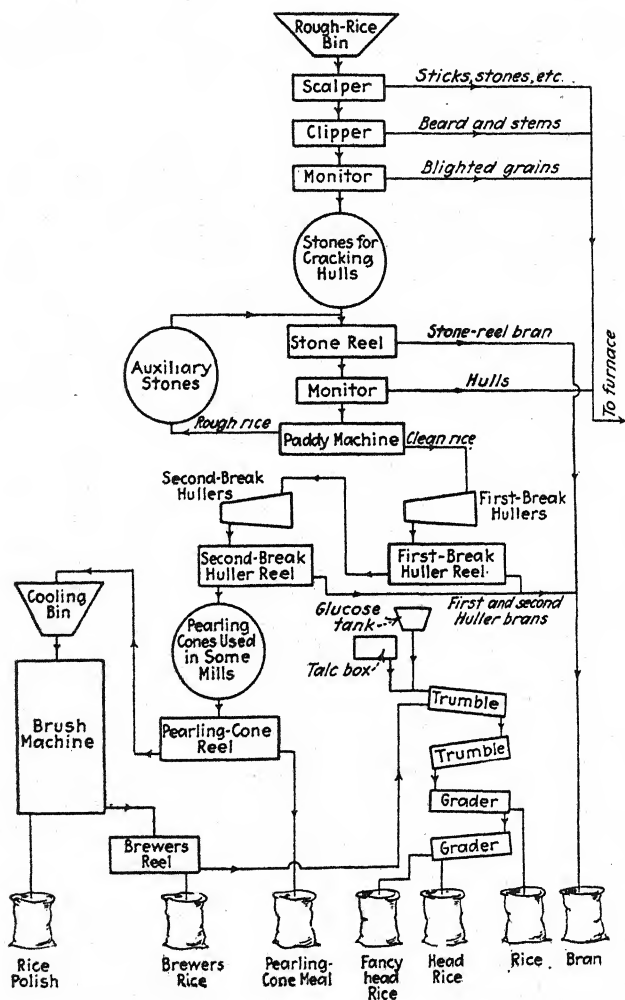 Rough-Rice
Bin
Scalper
Sticks, stones, etc.
Clipper
Beard and stems
Monitor
Blighted grains
Stones for
Cracking
Hulls
Stone Reel
Stone-reel bran
Auxiliary
Stones
Monitor
Hulls
To furnace
Rough rice
Paddy Machine
Clean rice
Second-Break
Hullers
First-Break
Hullers
Second-Break
Huller Reel
First-Break
Huller Reel
First and second
Huller brans
Cooling
Bin
Glucose
tank
Pearling
Cones Used
in Some
Mills
Talc box
Trumble
Brush
Machine
Pearling-Cone
Reel
Trumble
Grader
Brewers
Reel
Grader
Rice
Polish
Brewers
Rice
Pearling-
Cone Meal
Fancy
head
Rice
Head
Rice
Rice
Bran